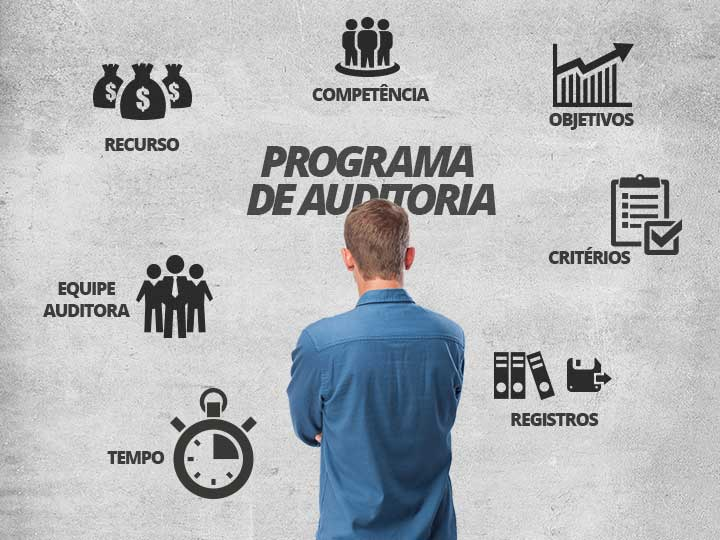 COMPETÊNCIA
OBJETIVOS
$ $ $
RECURSO
PROGRAMA
DE AUDITORIA
CRITÉRIOS
EQUIPE
AUDITORA
REGISTROS
TEMPO